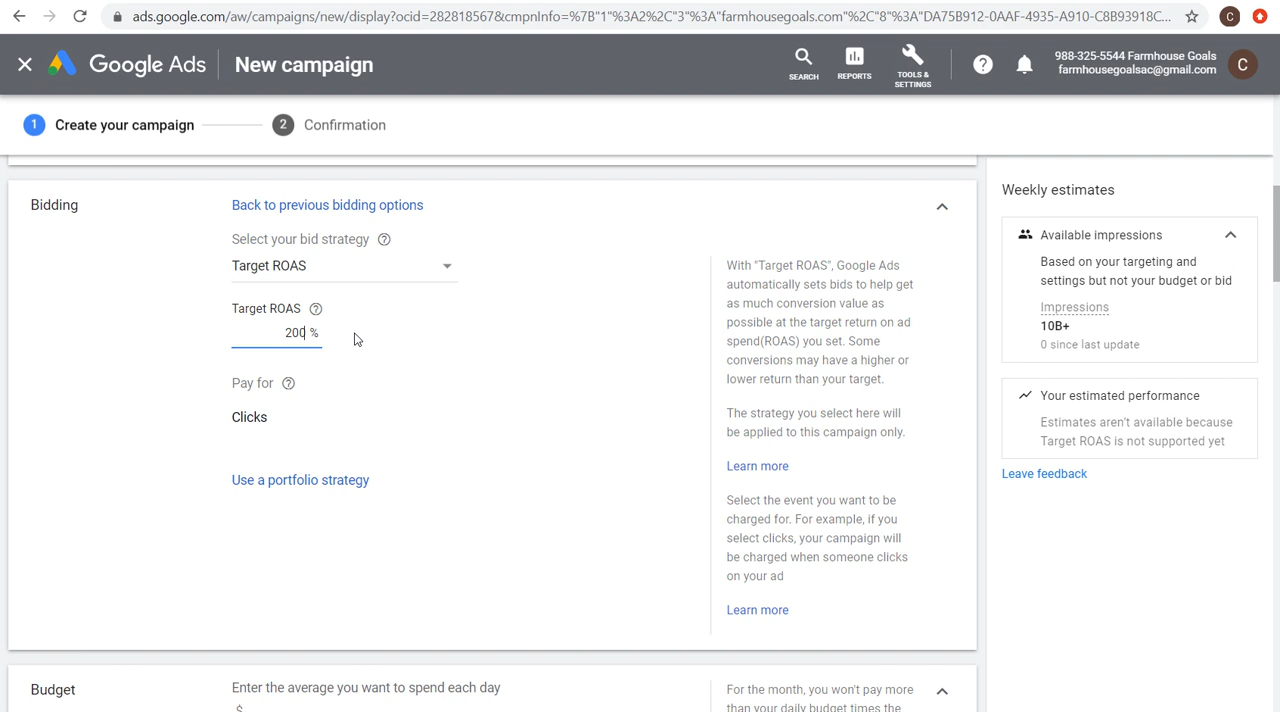 ads.google.com/aw/campaigns/new/display?ocid=282818567&cmpnInfo=%7B"1"%3A2%2C"3"%3A"farmhousegoals.com"%2C"8"%3A"DA75B912-0AAF-4935-A910-C8B93918C...
C
Google Ads
New campaign
SEARCH
REPORTS
TOOLS &
SETTINGS
988-325-5544 Farmhouse Goals
farmhousegoalsac@gmail.com
C
1 Create your campaign
2 Confirmation
Bidding
Back to previous bidding options
Select your bid strategy
Target ROAS
Target ROAS
200 %
Pay for
Clicks
Use a portfolio strategy
With "Target ROAS", Google Ads
automatically sets bids to help get
as much conversion value as
possible at the target return on ad
spend(ROAS) you set. Some
conversions may have a higher or
lower return than your target.
The strategy you select here will
be applied to this campaign only.
Learn more
Select the event you want to be
charged for. For example, if you
select clicks, your campaign will
be charged when someone clicks
on your ad
Learn more
Weekly estimates
Available impressions
Based on your targeting and
settings but not your budget or bid
Impressions
10B+
0 since last update
Your estimated performance
Estimates aren't available because
Target ROAS is not supported yet
Leave feedback
Budget
Enter the average you want to spend each day
$
For the month, you won't pay more
than your daily budget times the